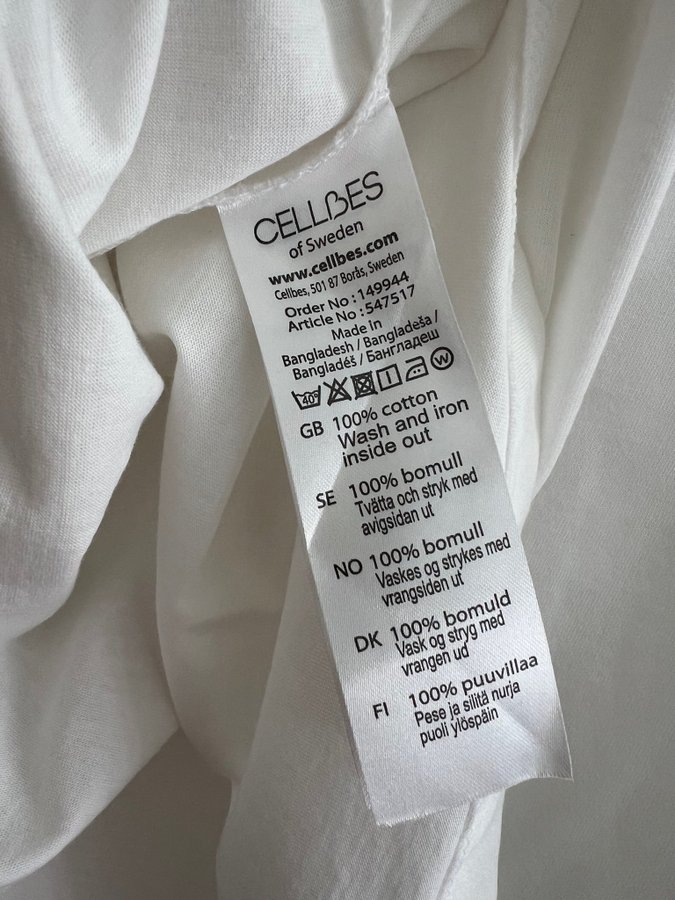 CELLBES
of Sweden
www.cellbes.com
Cellbes, 501 87 Borås, Sweden
Order No : 149944
Article No : 547517
Made in
Bangladesh / Bangladeša /
Bangladéš / Бангладеш
40° W
GB 100% cotton
Wash and iron
inside out
SE 100% bomull
Tvätta och stryk med
avigsidan ut
NO 100% bomull
Vaskes og strykes med
vrangsiden ut
DK 100% bomuld
Vask og stryg med
vrangen ud
FI 100% puuvillaa
Pese ja silitä nurja
puoli ylöspäin